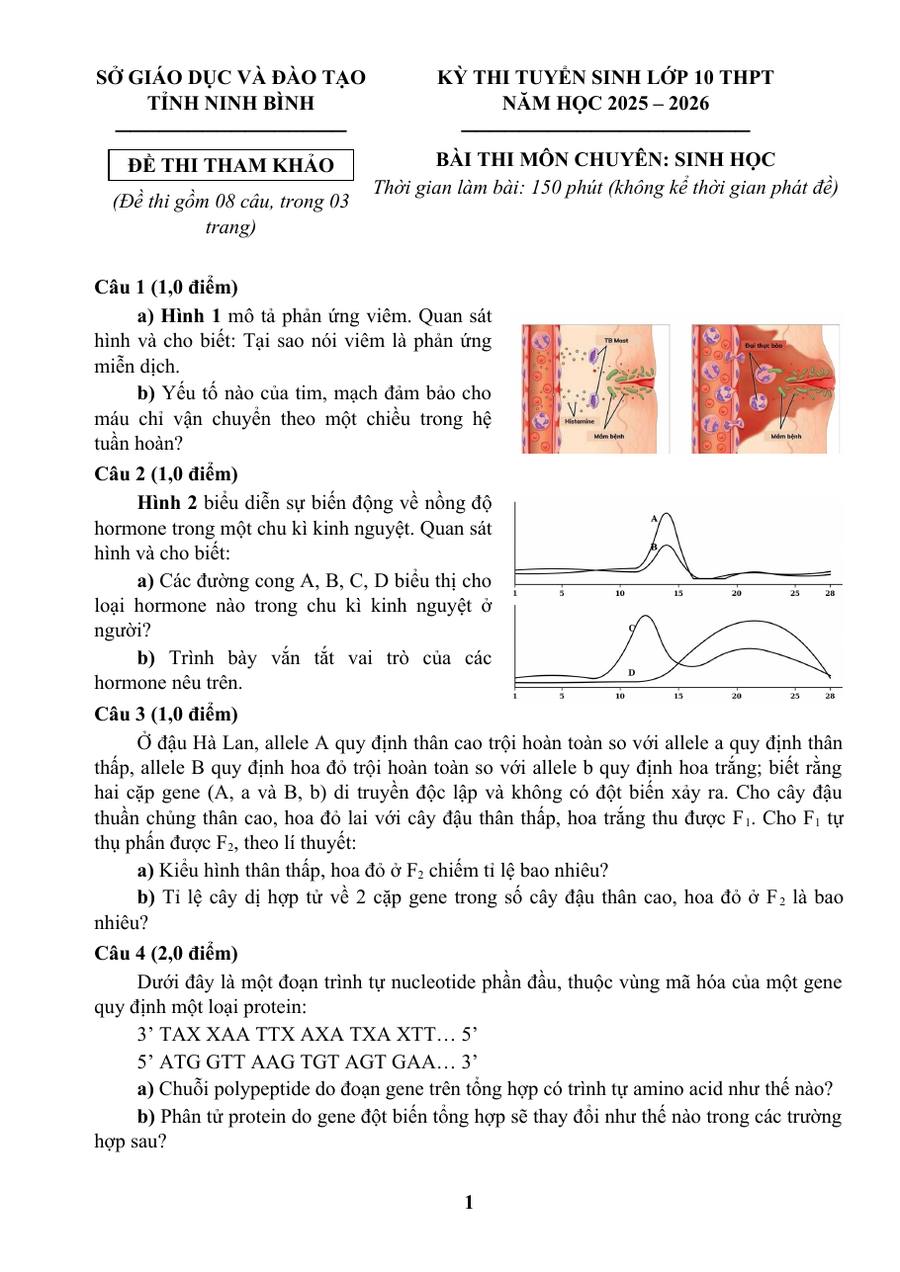 SỞ GIÁO DỤC VÀ ĐÀO TẠO
TỈNH NINH BÌNH
KỲ THI TUYỂN SINH LỚP 10 THPT
NĂM HỌC 2025 – 2026
ĐỀ THI THAM KHẢO
(Đề thi gồm 08 câu, trong 03
trang)
BÀI THI MÔN CHUYÊN: SINH HỌC
Thời gian làm bài: 150 phút (không kể thời gian phát đề)
Câu 1 (1,0 điểm)
a) Hình 1 mô tả phản ứng viêm. Quan sát
hình và cho biết: Tại sao nói viêm là phản ứng
miễn dịch.
b) Yếu tố nào của tim, mạch đảm bảo cho
máu chỉ vận chuyển theo một chiều trong hệ
tuần hoàn?
TB Mast
Histamine
Mầm bệnh
Đại thực bào
Mầm bệnh
Câu 2 (1,0 điểm)
Hình 2 biểu diễn sự biến động về nồng độ
hormone trong một chu kì kinh nguyệt. Quan sát
hình và cho biết:
a) Các đường cong A, B, C, D biểu thị cho
loại hormone nào trong chu kì kinh nguyệt ở
người?
b) Trình bày vắn tắt vai trò của các
hormone nêu trên.
A
B
1 5 10 15 20 25 28
C
D
1 5 10 15 20 25 28
Câu 3 (1,0 điểm)
Ở đậu Hà Lan, allele A quy định thân cao trội hoàn toàn so với allele a quy định thân
thấp, allele B quy định hoa đỏ trội hoàn toàn so với allele b quy định hoa trắng; biết rằng
hai cặp gene (A, a và B, b) di truyền độc lập và không có đột biến xảy ra. Cho cây đậu
thuần chủng thân cao, hoa đỏ lai với cây đậu thân thấp, hoa trắng thu được F₁. Cho F₁ tự
thụ phấn được F₂, theo lí thuyết:
a) Kiểu hình thân thấp, hoa đỏ ở F₂ chiếm tỉ lệ bao nhiêu?
b) Tỉ lệ cây dị hợp tử về 2 cặp gene trong số cây đậu thân cao, hoa đỏ ở F₂ là bao
nhiêu?
Câu 4 (2,0 điểm)
Dưới đây là một đoạn trình tự nucleotide phần đầu, thuộc vùng mã hóa của một gene
quy định một loại protein:
3’ TAX XAA TTX AXA TXA XTT… 5’
5’ ATG GTT AAG TGT AGT GAA… 3’
a) Chuỗi polypeptide do đoạn gene trên tổng hợp có trình tự amino acid như thế nào?
b) Phân tử protein do gene đột biến tổng hợp sẽ thay đổi như thế nào trong các trường
hợp sau?
1